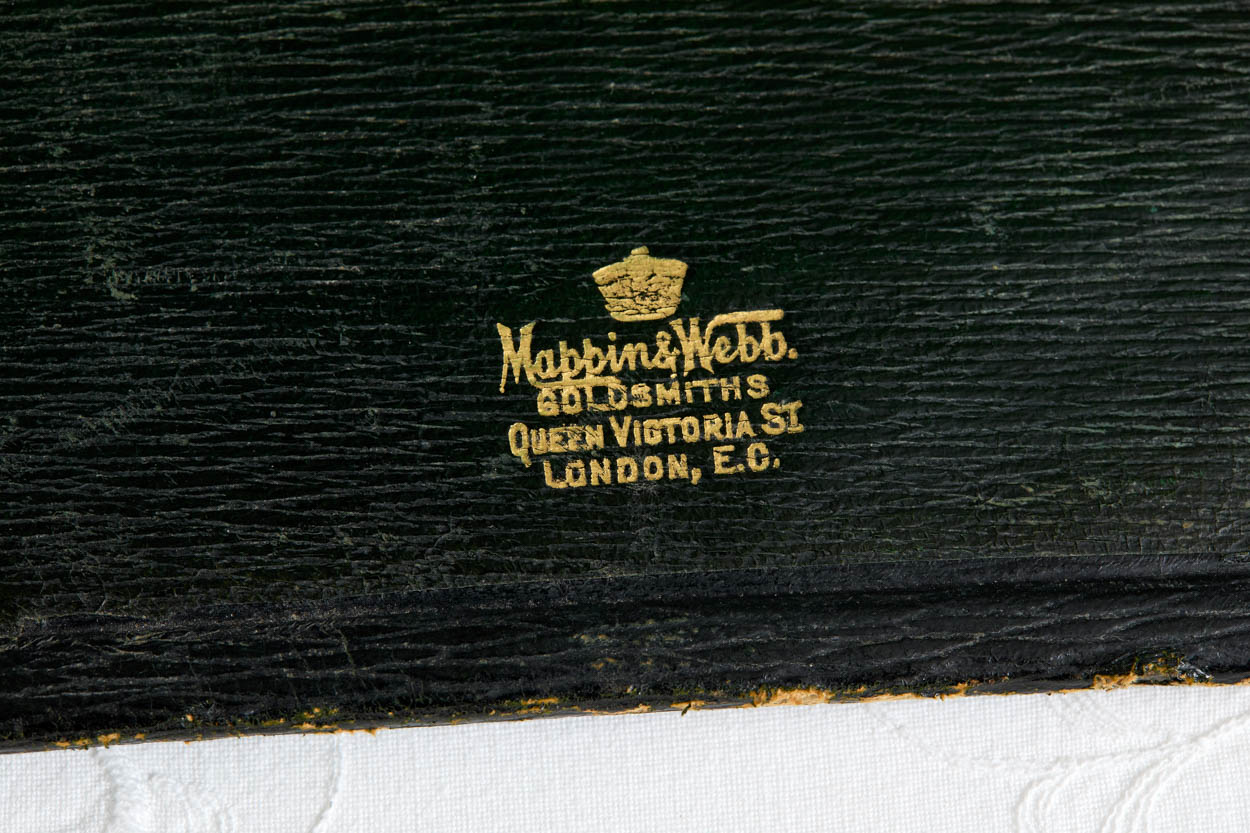 Mappin & Webb.
GOLDSMITHS
QUEEN VICTORIA ST
LONDON, E.C.